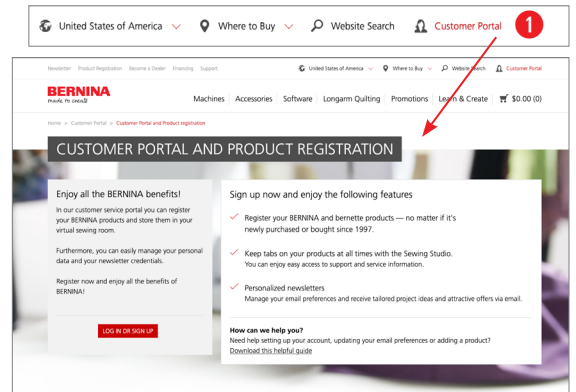 United States of America Where to Buy Website Search Customer Portal 1
Newsletter Product Registration Become a Dealer Financing Support United States of America Where to Buy Website Search Customer Portal
BERNINA
made to create
Machines Accessories Software Longarm Quilting Promotions Learn & Create $0.00 (0)
Home > Customer Portal > Customer Portal and Product registration
CUSTOMER PORTAL AND PRODUCT REGISTRATION
Enjoy all the BERNINA benefits!
In our customer service portal you can register
your BERNINA products and store them in your
virtual sewing room.
Furthermore, you can easily manage your personal
data and your newsletter credentials.
Register now and enjoy all the benefits of
BERNINA!
LOG IN OR SIGN UP
Sign up now and enjoy the following features
Register your BERNINA and bernette products — no matter if it's
newly purchased or bought since 1997.
Keep tabs on your products at all times with the Sewing Studio.
You can enjoy easy access to support and service information.
Personalized newsletters
Manage your email preferences and receive tailored project ideas and attractive offers via email.
How can we help you?
Need help setting up your account, updating your email preferences or adding a product?
Download this helpful guide